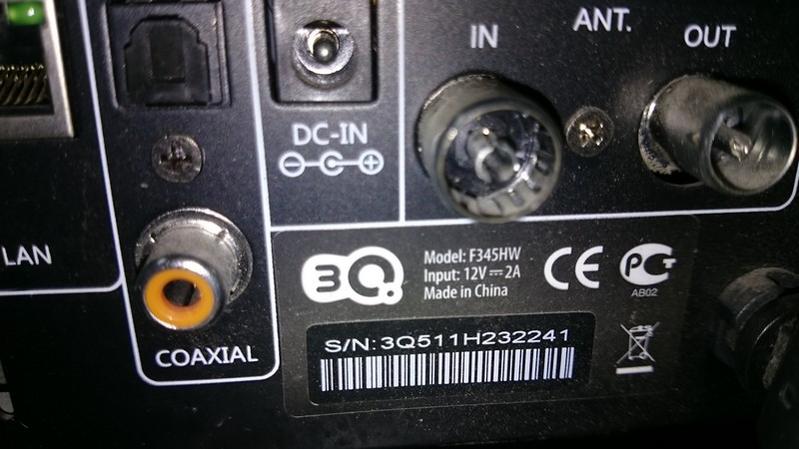 IN
ANT.
OUT
DC-IN
LAN
COAXIAL
3Q
Model: F345HW
Input: 12V⎓2A
Made in China
CE
РСТ
AB02
S/N: 3Q511H232241